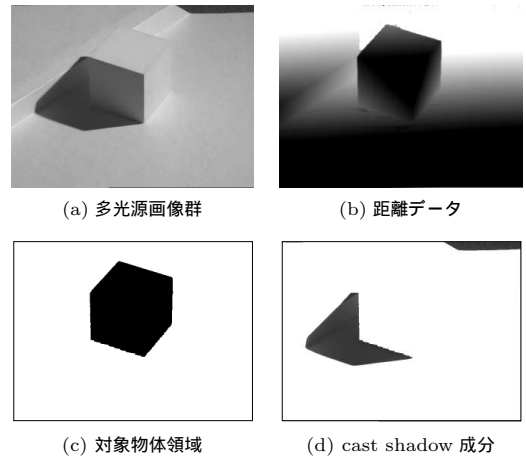 (a) 多光源画像群
(b) 距離データ
(c) 対象物体領域
(d) cast shadow 成分